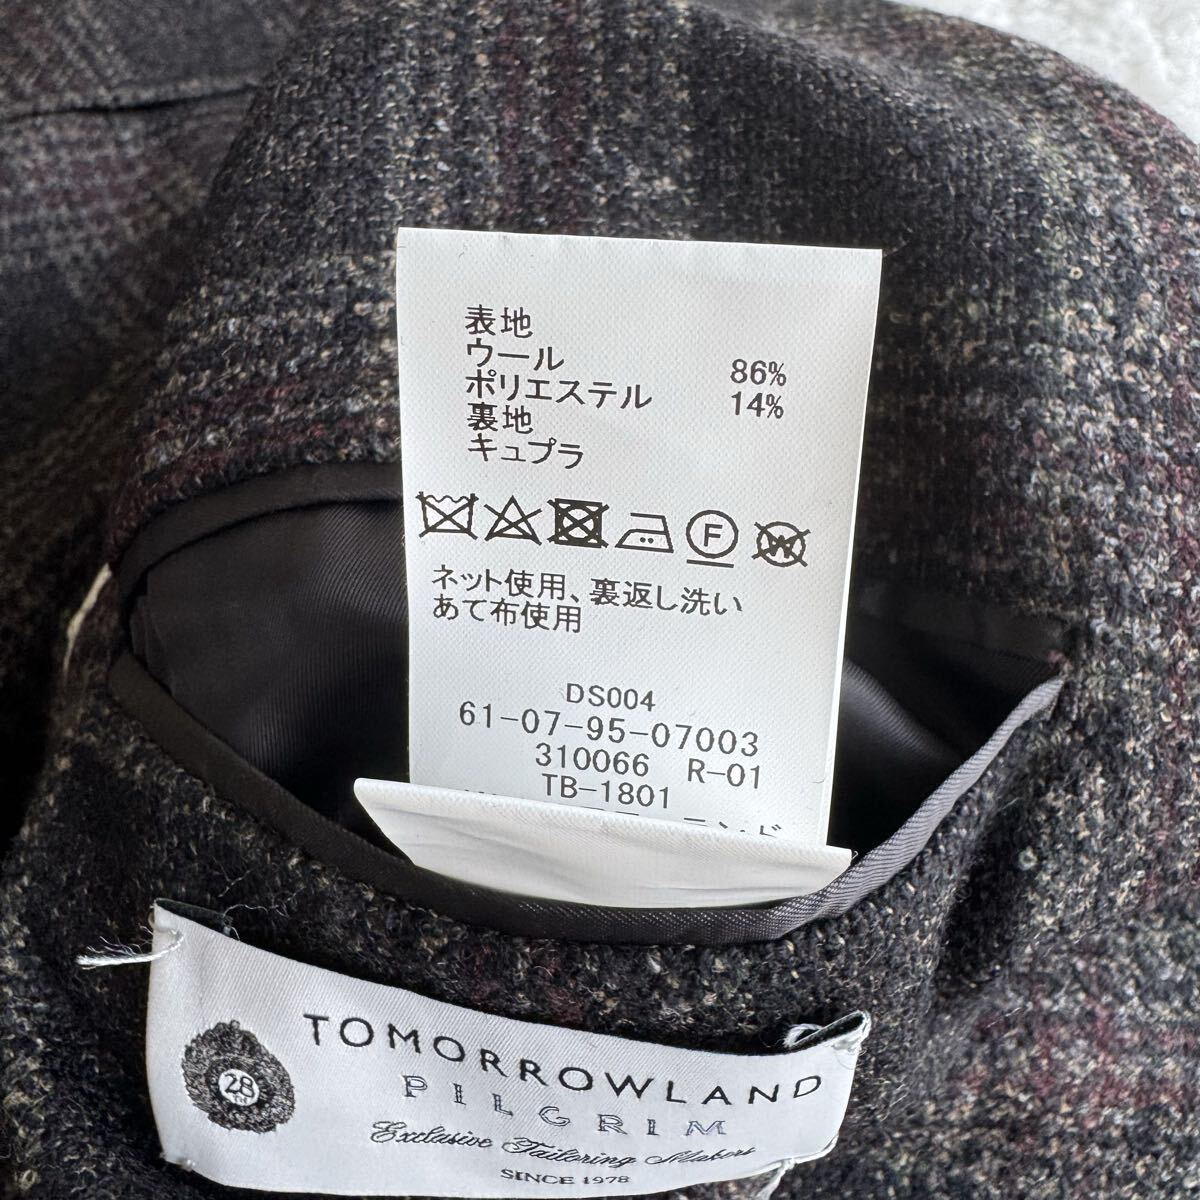 表地
ウール 86%
ポリエステル 14%
裏地
キュプラ
F W
ネット使用、裏返し洗い
あて布使用
DS004
61-07-95-07003
310066 R-01
TB-1801
28
TOMORROWLAND
PILGRIM
Exclusive Tailoring Makers
SINCE 1978